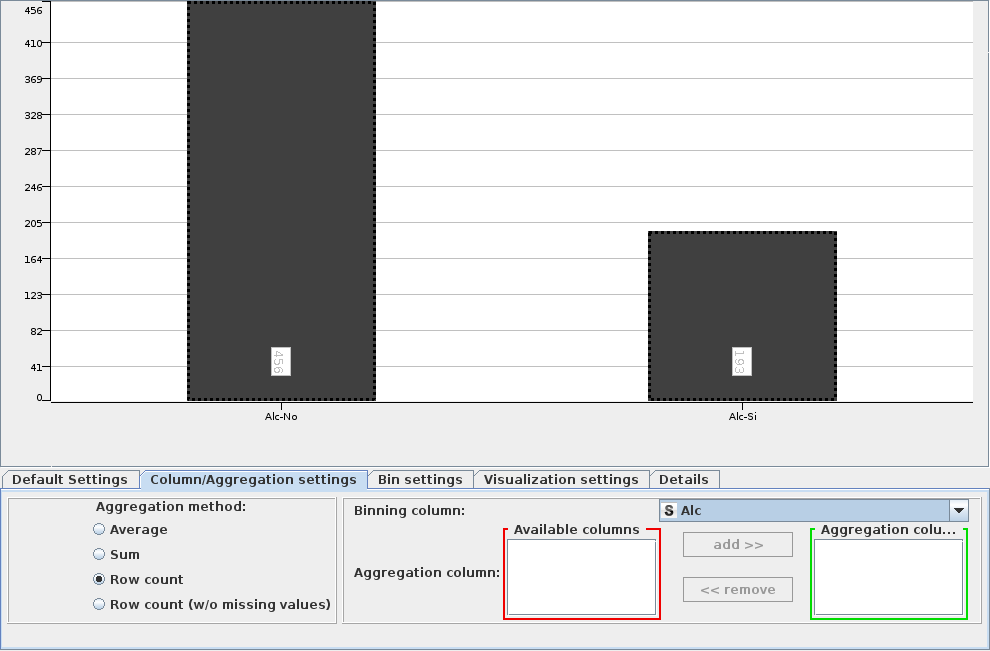 456
410
369
328
287
246
205
164
123
82
41
0
456
193
Alc-No
Alc-Si
Default Settings
Column/Aggregation settings
Bin settings
Visualization settings
Details
Aggregation method:
Average
Sum
Row count
Row count (w/o missing values)
Binning column:
S Alc
Aggregation column:
Available columns
add >>
<< remove
Aggregation colu...